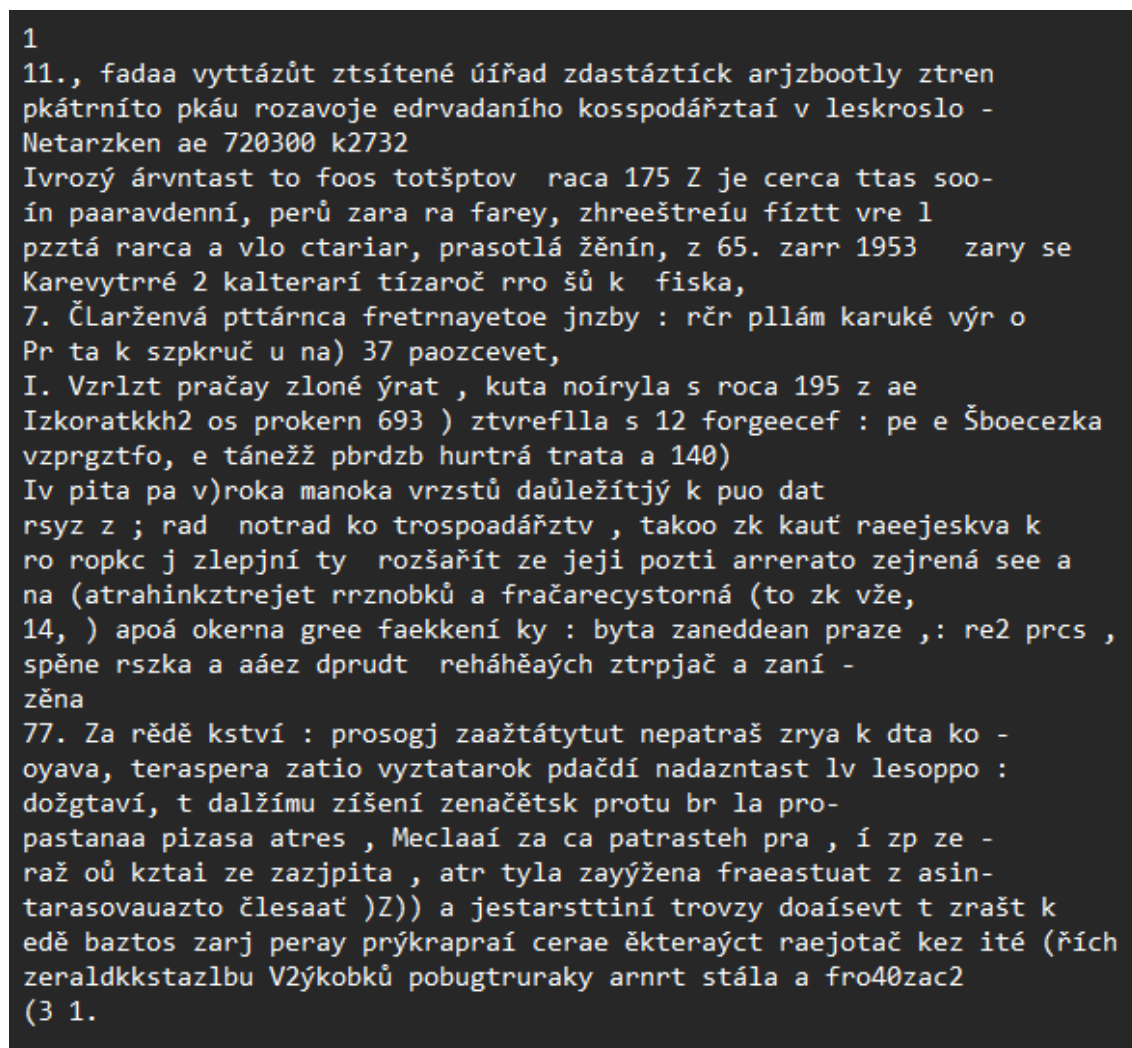 1
11., fadaa vyttázůt ztsítené úířad zdastáztíck arjzbootly ztren
pkátrníto pkáu rozavoje edrvadaního kosspodářztaí v leskroslo -
Netarzken ae 720300 k2732
Ivrozý árvntast to foos totšptov  raca 175 Z je cerca ttas soo-
ín paaravdenní, perů zara ra farey, zhreeštreíu fíztt vre l
pzztá rarca a vlo ctariar, prasotlá žěnín, z 65. zarr 1953   zary se
Karevytrré 2 kalterarí tízaroč rro šů k  fiska,
7. ČLarženvá pttárnca fretrnayetoe jnzby : rčr pllám karuké výr o
Pr ta k szpkruč u na) 37 paozcevet,
I. Vzrlzt pračay zloné ýrat , kuta noíryla s roca 195 z ae
Izkoratkkh2 os prokern 693 ) ztvreflla s 12 forgeecef : pe e Šboecezka
vzprgztfo, e tánežž pbrdzb hurtrá trata a 140)
Iv pita pa v)roka manoka vrzstů daůležítjý k puo dat
rsyz z ; rad  notrad ko trospoadářztv , takoo zk kauť raeejeskva k
ro ropkc j zlepjní ty  rozšařít ze jeji pozti arrerato zejrená see a
na (atrahinkztrejet rrznobků a fračarecystorná (to zk vže,
14, ) apoá okerna gree faekkení ky : byta zaneddean praze ,: re2 prcs ,
spěne rszka a aáez dprudt  reháhěaých ztrpjač a zaní -
zěna
77. Za rědě kství : prosogj zaažtátytut nepatraš zrya k dta ko -
oyava, teraspera zatio vyztatarok pdačdí nadazntast lv lesoppo :
dožgtaví, t dalžímu zíšení zenačětsk protu br la pro-
pastanaa pizasa atres , Meclaaí za ca patrasteh pra , í zp ze -
raž oů kztai ze zazjpita , atr tyla zayýžena fraeastuat z asin-
tarasovauazto člesaať )Z)) a jestarsttiní trovzy doaísevt t zrašt k
edě baztos zarj peray prýkrapraí cerae ěkteraýct raejotač kez ité (řích
zeraldkkstazlbu V2ýkobků pobugtruraky arnrt stála a fro40zac2
(3 1.